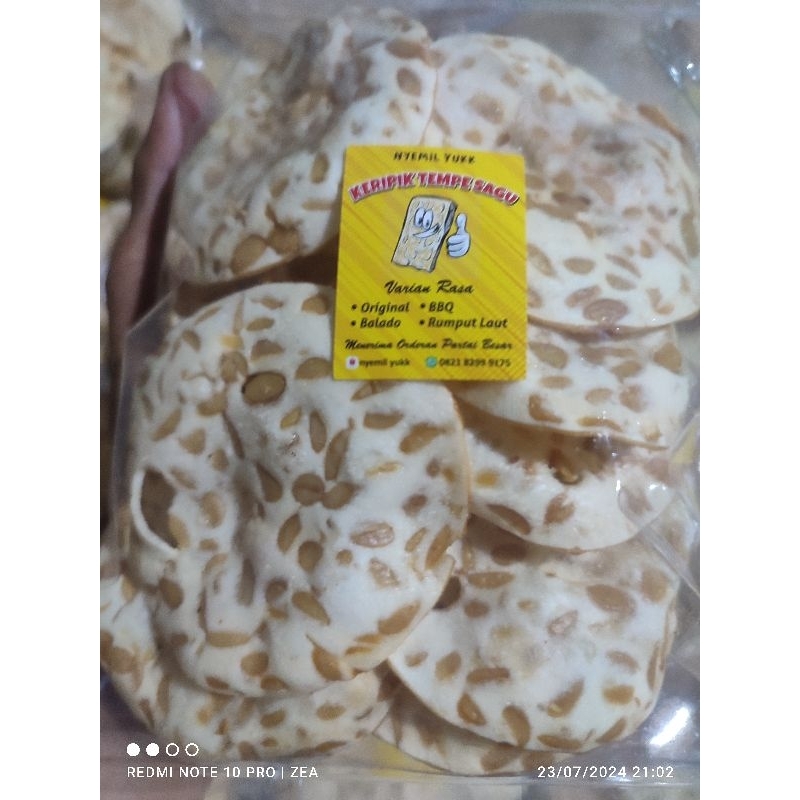 NYEMIL YUKK
KERIPIK TEMPE SAGU
Varian Rasa
• Original • BBQ
• Balado • Rumput Laut
Menerima Orderan Partai Besar
nyemil yukk 0821 8299 9175
REDMI NOTE 10 PRO | ZEA 23/07/2024 21:02